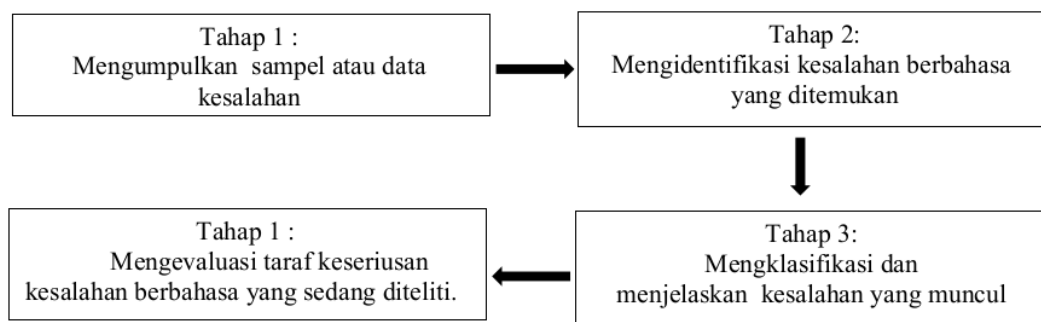 Tahap 1 :
Mengumpulkan sampel atau data
kesalahan
Tahap 2:
Mengidentifikasi kesalahan berbahasa
yang ditemukan
Tahap 3:
Mengklasifikasi dan
menjelaskan kesalahan yang muncul
Tahap 1 :
Mengevaluasi taraf keseriusan
kesalahan berbahasa yang sedang diteliti.